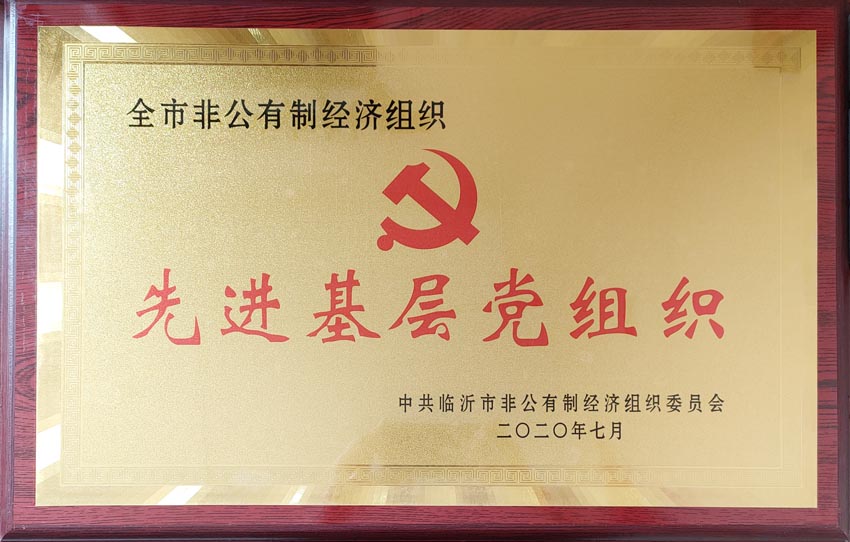 全市非公有制经济组织
先进基层党组织
中共临沂市非公有制经济组织委员会
二〇二〇年七月